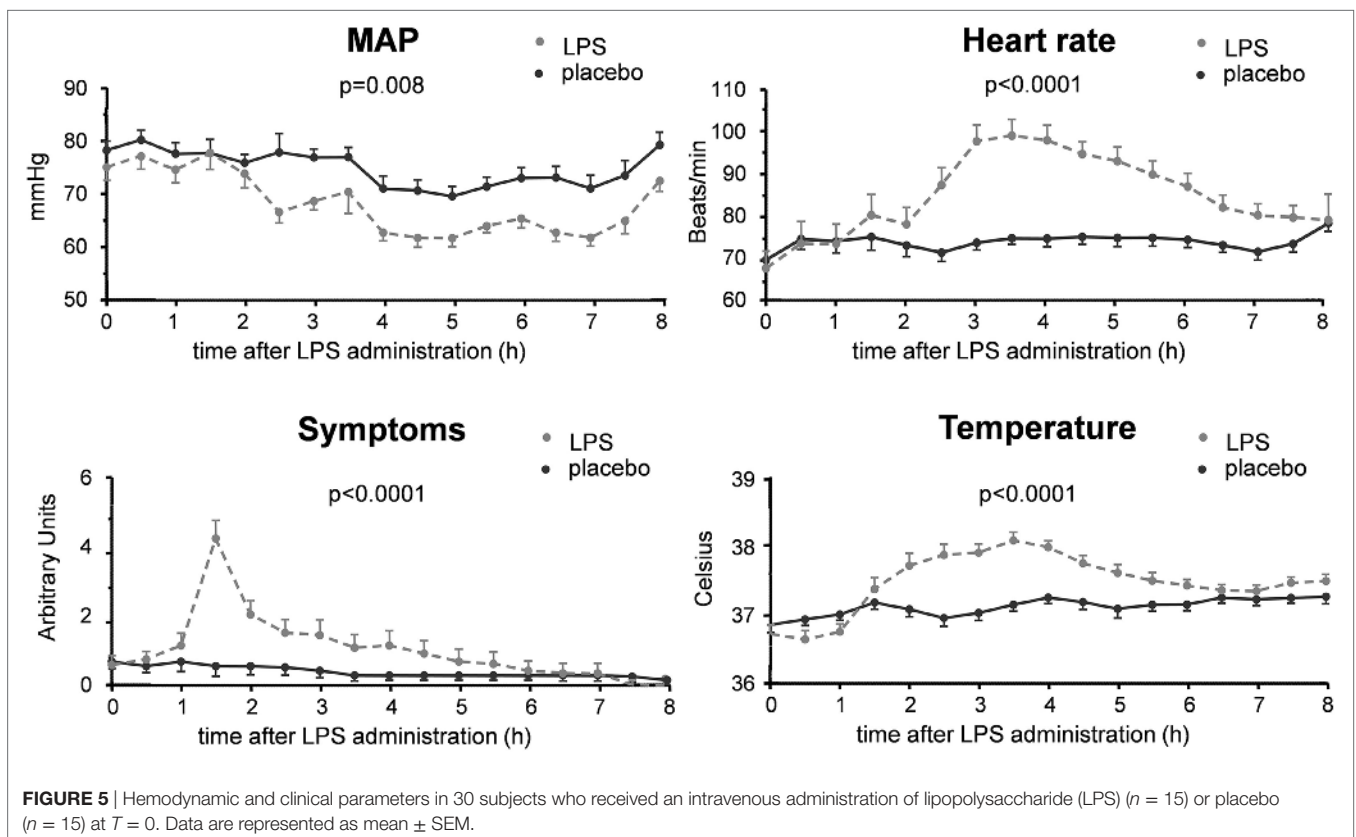 MAP
LPS
placebo
p=0.008
90
80
70
60
50
mmHg
0 1 2 3 4 5 6 7 8
time after LPS administration (h)
Heart rate
LPS
placebo
p<0.0001
100
90
80
70
60
Beats/min
0 1 2 3 4 5 6 7 8
time after LPS administration (h)
Symptoms
LPS
placebo
p<0.0001
6
4
2
0
Arbitrary Units
0 1 2 3 4 5 6 7 8
time after LPS administration (h)
Temperature
LPS
placebo
p<0.0001
39
38
37
36
Celsius
0 1 2 3 4 5 6 7 8
time after LPS administration (h)
FIGURE 5 | Hemodynamic and clinical parameters in 30 subjects who received an intravenous administration of lipopolysaccharide (LPS) (n = 15) or placebo
(n = 15) at T = 0. Data are represented as mean ± SEM.